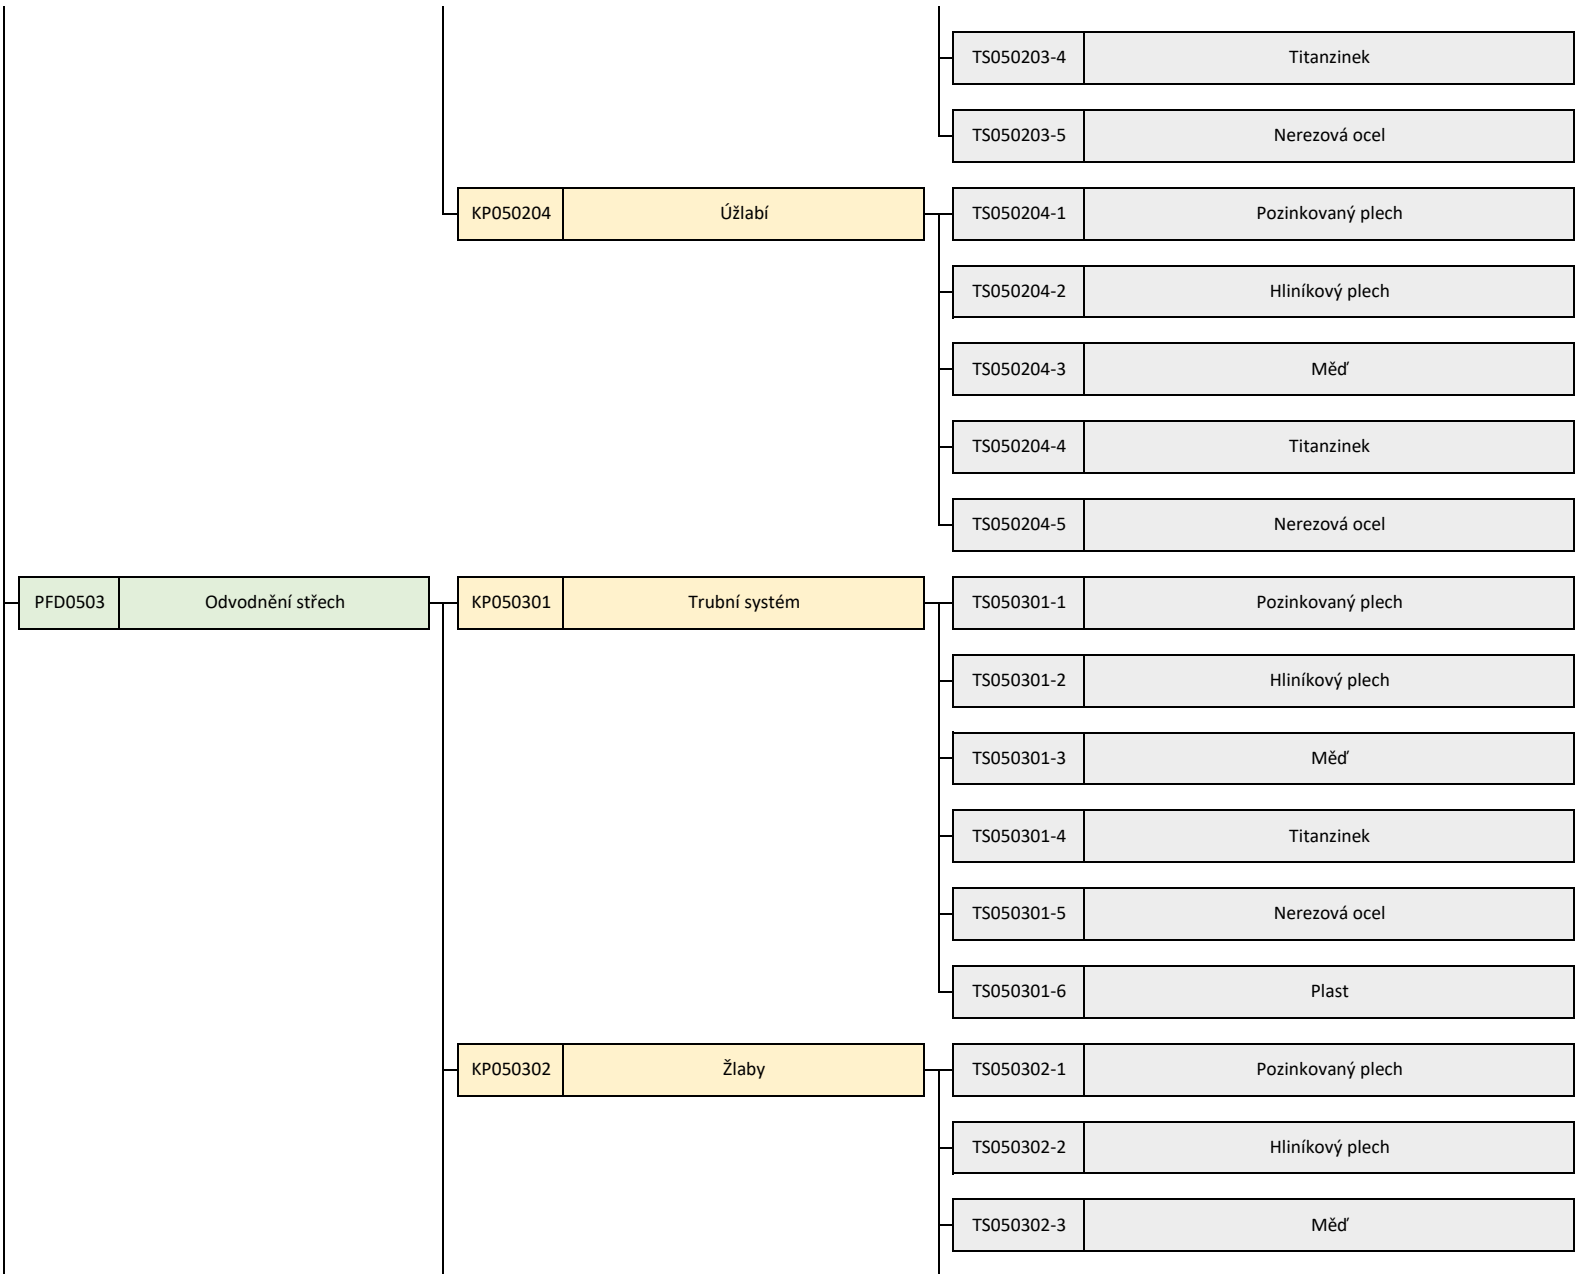 TS050203-4 Titanzinek
TS050203-5 Nerezová ocel
KP050204 Úžlabí TS050204-1 Pozinkovaný plech
TS050204-2 Hliníkový plech
TS050204-3 Měď
TS050204-4 Titanzinek
TS050204-5 Nerezová ocel
PFD0503 Odvodnění střech KP050301 Trubní systém TS050301-1 Pozinkovaný plech
TS050301-2 Hliníkový plech
TS050301-3 Měď
TS050301-4 Titanzinek
TS050301-5 Nerezová ocel
TS050301-6 Plast
KP050302 Žlaby TS050302-1 Pozinkovaný plech
TS050302-2 Hliníkový plech
TS050302-3 Měď